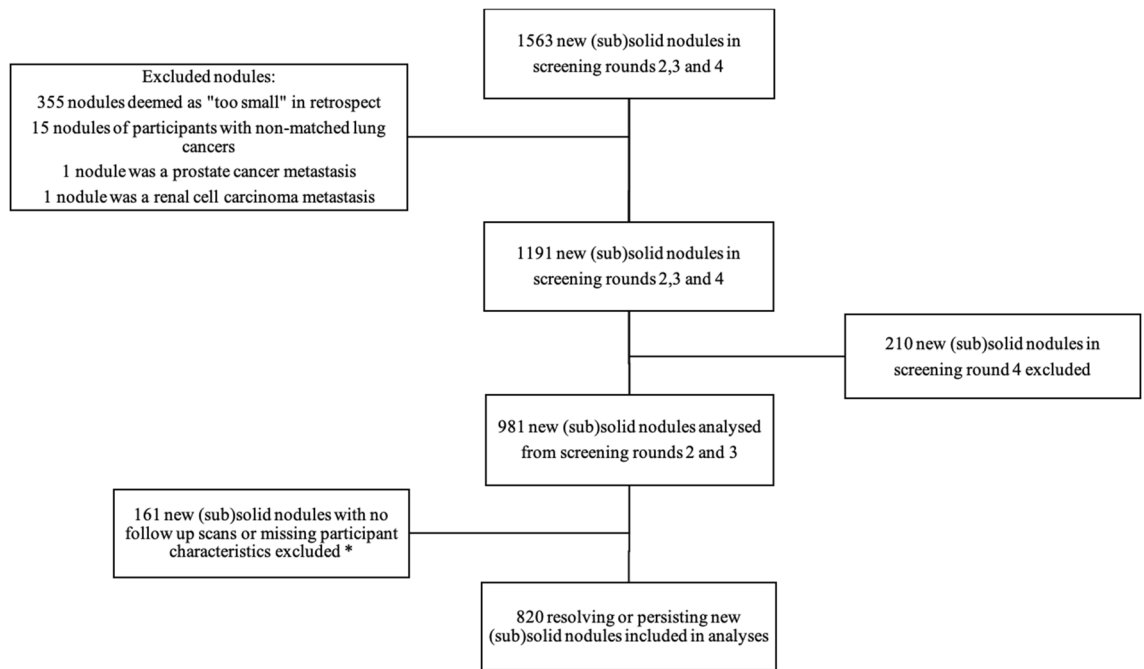 1563 new (sub)solid nodules in
screening rounds 2,3 and 4
Excluded nodules:
355 nodules deemed as "too small" in retrospect
15 nodules of participants with non-matched lung
cancers
1 nodule was a prostate cancer metastasis
1 nodule was a renal cell carcinoma metastasis
1191 new (sub)solid nodules in
screening rounds 2,3 and 4
210 new (sub)solid nodules in
screening round 4 excluded
981 new (sub)solid nodules analysed
from screening rounds 2 and 3
161 new (sub)solid nodules with no
follow up scans or missing participant
characteristics excluded *
820 resolving or persisting new
(sub)solid nodules included in analyses